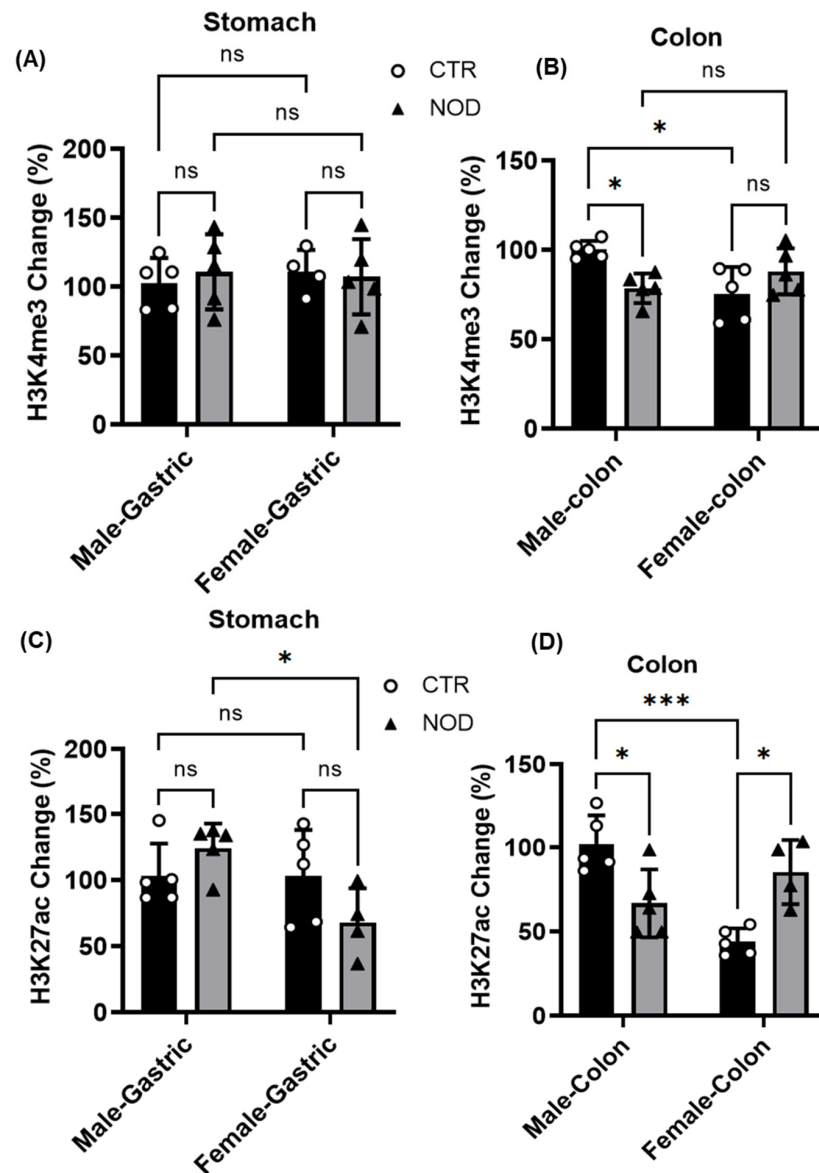 Stomach
(A)
ns
○ CTR
▲ NOD
ns
ns
ns
H3K4me3 Change (%)
200
150
100
50
0
Male-Gastric
Female-Gastric
Colon
(B)
ns
*
*
ns
H3K4me3 Change (%)
150
100
50
0
Male-colon
Female-colon
Stomach
(C)
*
○ CTR
▲ NOD
ns
ns
ns
H3K27ac Change (%)
200
150
100
50
0
Male-Gastric
Female-Gastric
(D)
Colon
***
*
*
H3K27ac Change (%)
150
100
50
0
Male-Colon
Female-Colon